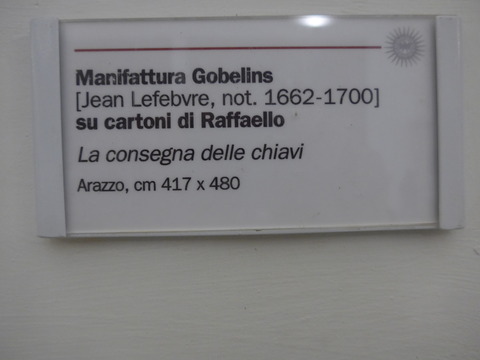 Manifattura Gobelins
[Jean Lefebvre, not. 1662-1700]
su cartoni di Raffaello
La consegna delle chiavi
Arazzo, cm 417 x 480